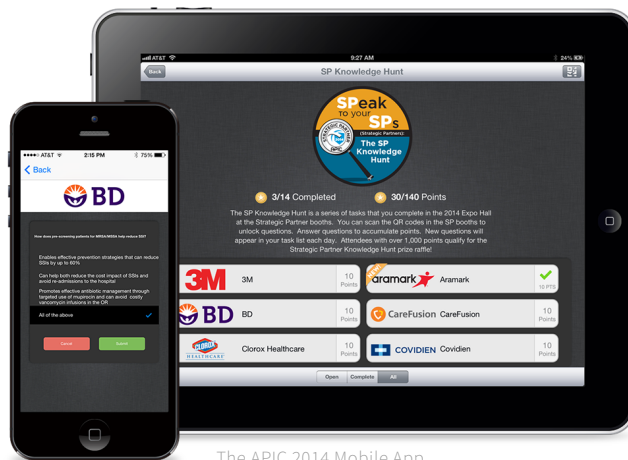 AT&T
9:27 AM
24%
Back
SP Knowledge Hunt
SPeak
TO your
SPs
(Strategic Partners):
STRATEGIC PARTNER
APIC
The SP
Knowledge
Hunt
3/14 Completed
30/140 Points
The SP Knowledge Hunt is a series of tasks that you complete in the 2014 Expo Hall
at the Strategic Partner booths. You can scan the QR codes in the SP booths to
unlock questions. Answer questions to accumulate points. New questions will
appear in your task list each day. Attendees with over 1,000 points qualify for the
Strategic Partner Knowledge Hunt prize raffle!
3M
3M
10
Points
aramark
Aramark
10 PTS
BD
BD
10
Points
CareFusion
CareFusion
10
Points
CLOROX
HEALTHCARE
Clorox Healthcare
10
Points
COVIDIEN
Covidien
10
Points
Open
Complete
All
AT&T
2:15 PM
75%
Back
BD
How does pre screening patients for MRSA/MSSA help reduce SSI?
Enables effective prevention strategies that can reduce
SSIs by up to 60%
Can help both reduce the cost impact of SSIs and
avoid re-admissions to the hospital
Promotes effective antibiotic management through
targeted use of mupirocin and can avoid costly
vancomycin infusions in the OR
All of the above
Cancel
Submit
The APIC 2014 Mobile App